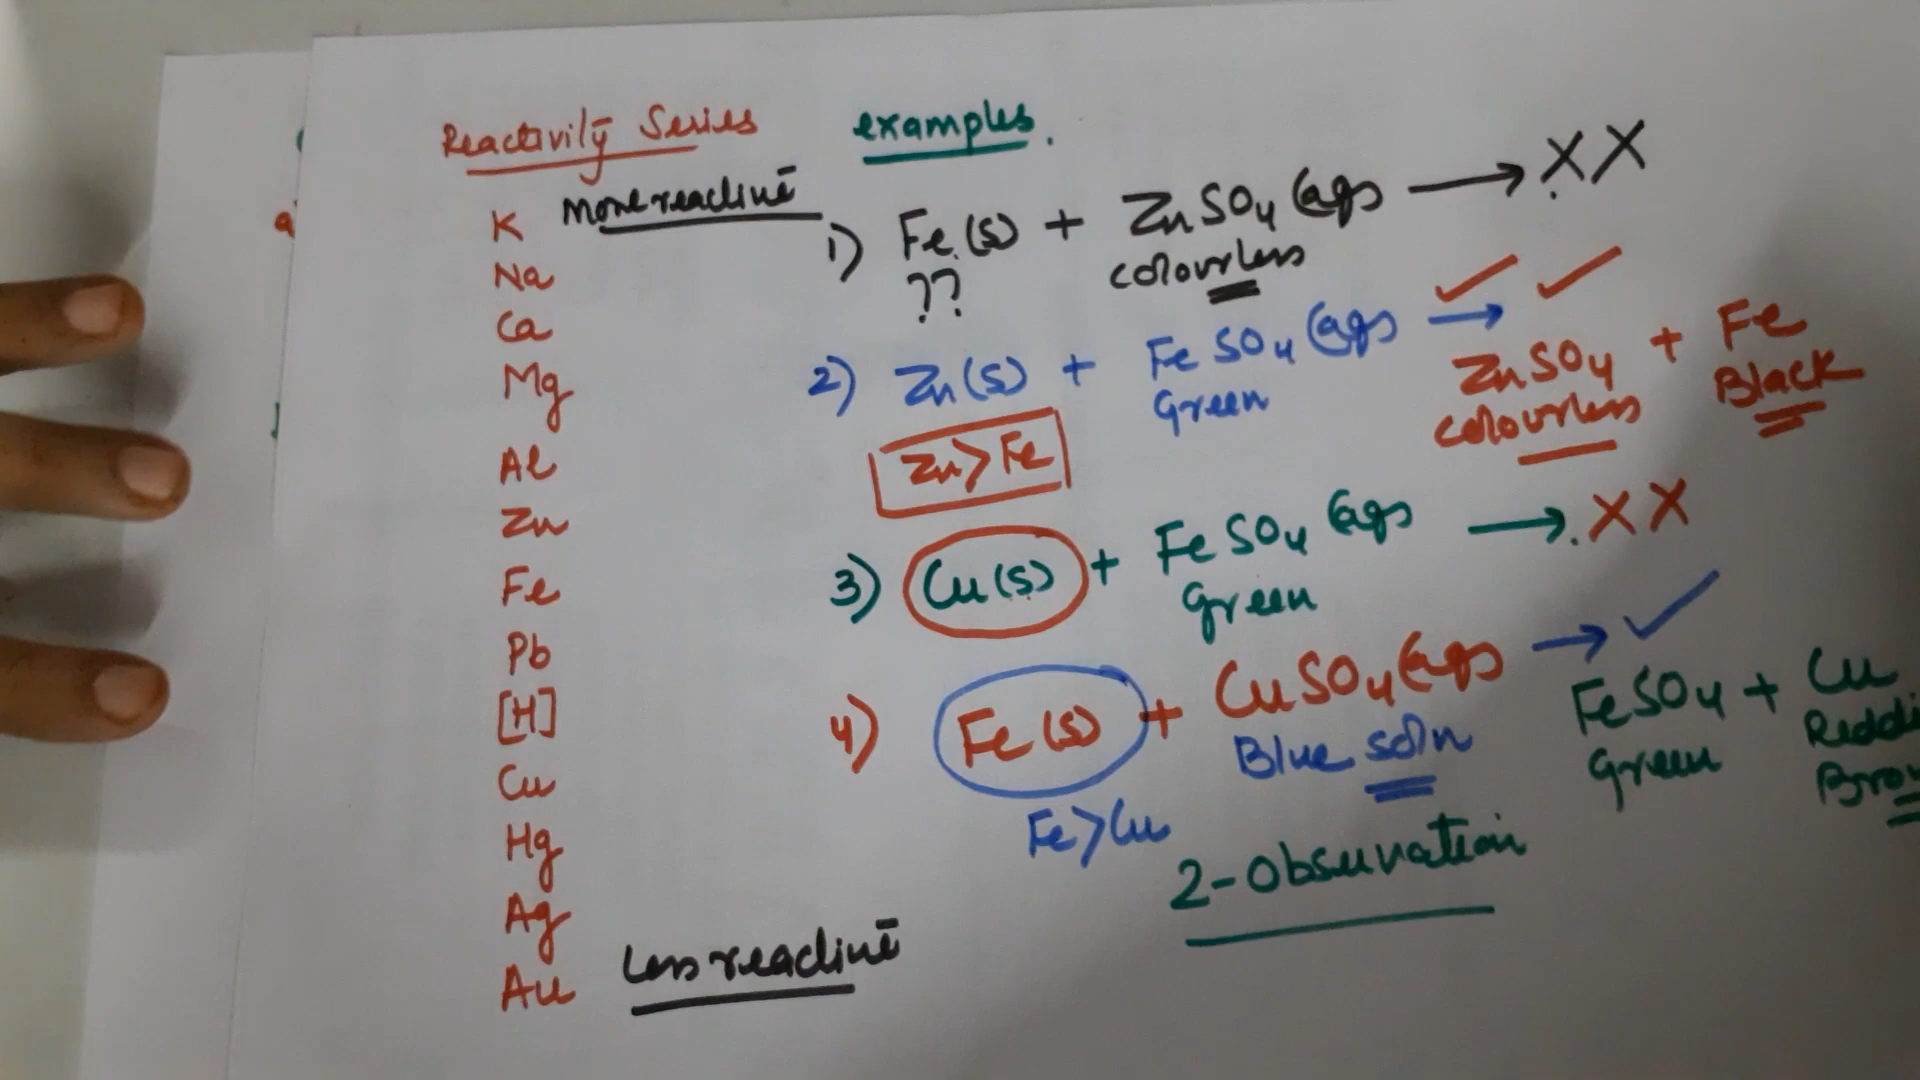 Reactivity Series
More reactive
K
Na
Ca
Mg
Al
Zn
Fe
Pb
[H]
Cu
Hg
Ag
Au
Less reactive
examples.
1) Fe(s) + ZnSO4 (aq) → X X
?? colourless
2) Zn(s) + FeSO4 (aq) → ✓ ✓ ZnSO4 + Fe
Green colourless Black
Zn > Fe
3) Cu(s) + FeSO4 (aq) → X X
green
4) Fe(s) + CuSO4 (aq) → ✓ FeSO4 + Cu
Blue soln Green
Fe > Cu
2-Observation